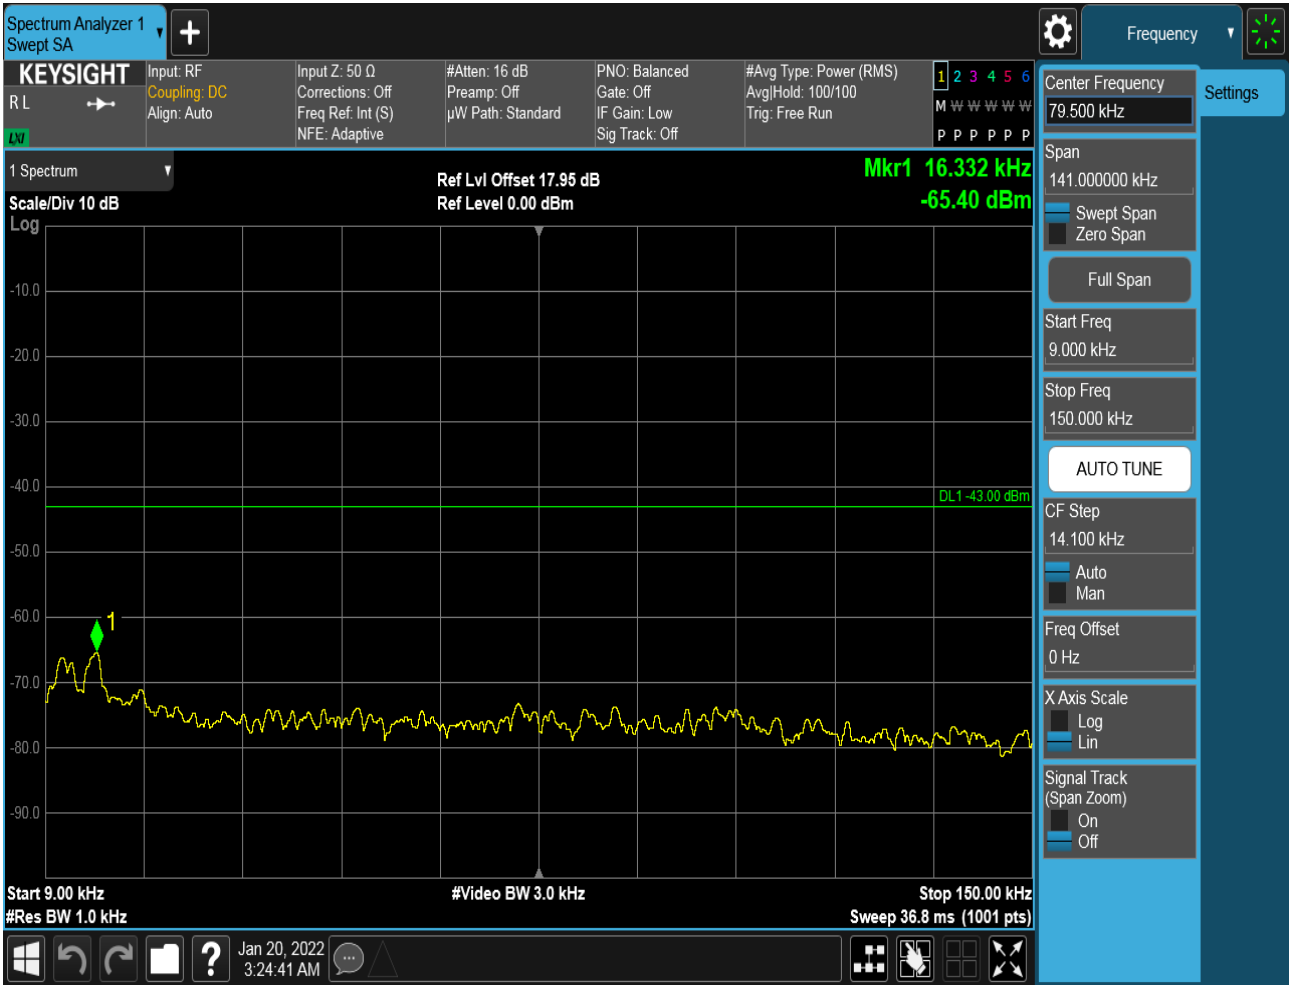 Spectrum Analyzer 1
Swept SA
Frequency
KEYSIGHT
R L
LXI
Input: RF
Coupling: DC
Align: Auto
Input Z: 50 Ω
Corrections: Off
Freq Ref: Int (S)
NFE: Adaptive
#Atten: 16 dB
Preamp: Off
µW Path: Standard
PNO: Balanced
Gate: Off
IF Gain: Low
Sig Track: Off
#Avg Type: Power (RMS)
Avg|Hold: 100/100
Trig: Free Run
1 2 3 4 5 6
M W W W W W
P P P P P P
1 Spectrum
Scale/Div 10 dB
Log
Ref Lvl Offset 17.95 dB
Ref Level 0.00 dBm
Mkr1 16.332 kHz
-65.40 dBm
-10.0
-20.0
-30.0
-40.0
DL1 -43.00 dBm
-50.0
-60.0
1
-70.0
-80.0
-90.0
Start 9.00 kHz
#Video BW 3.0 kHz
Stop 150.00 kHz
#Res BW 1.0 kHz
Sweep 36.8 ms (1001 pts)
?
Jan 20, 2022
3:24:41 AM
Center Frequency
79.500 kHz
Settings
Span
141.000000 kHz
Swept Span
Zero Span
Full Span
Start Freq
9.000 kHz
Stop Freq
150.000 kHz
AUTO TUNE
CF Step
14.100 kHz
Auto
Man
Freq Offset
0 Hz
X Axis Scale
Log
Lin
Signal Track
(Span Zoom)
On
Off